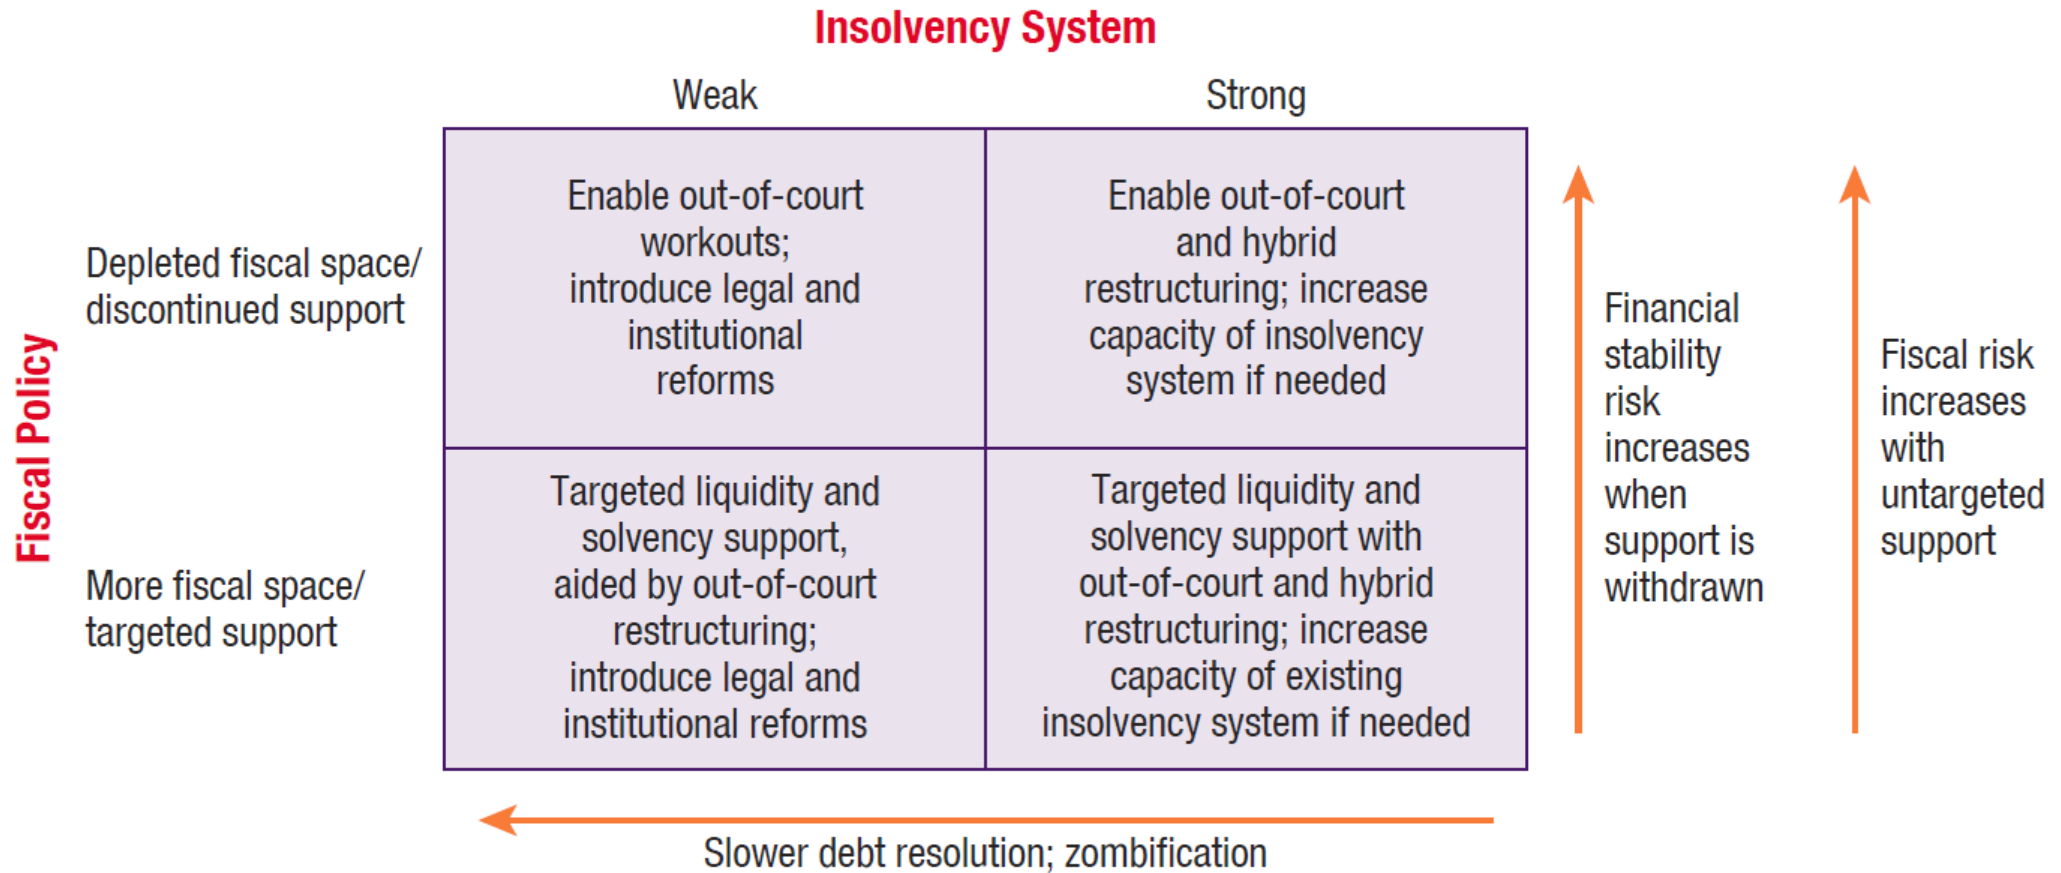 Insolvency System
Weak
Strong
Fiscal Policy
Depleted fiscal space/
discontinued support
Enable out-of-court
workouts;
introduce legal and
institutional
reforms
Enable out-of-court
and hybrid
restructuring; increase
capacity of insolvency
system if needed
More fiscal space/
targeted support
Targeted liquidity and
solvency support,
aided by out-of-court
restructuring;
introduce legal and
institutional reforms
Targeted liquidity and
solvency support with
out-of-court and hybrid
restructuring; increase
capacity of existing
insolvency system if needed
Financial
stability
risk
increases
when
support is
withdrawn
Fiscal risk
increases
with
untargeted
support
Slower debt resolution; zombification